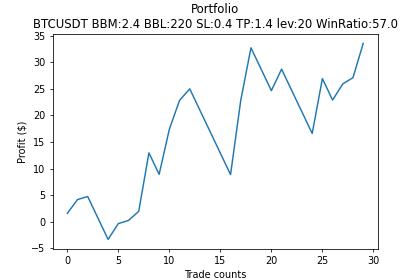 Portfolio
BTCUSDT BBM:2.4 BBL:220 SL:0.4 TP:1.4 lev:20 WinRatio:57.0
35
30
25
20
15
10
5
0
−5
Profit ($)
0 5 10 15 20 25 30
Trade counts